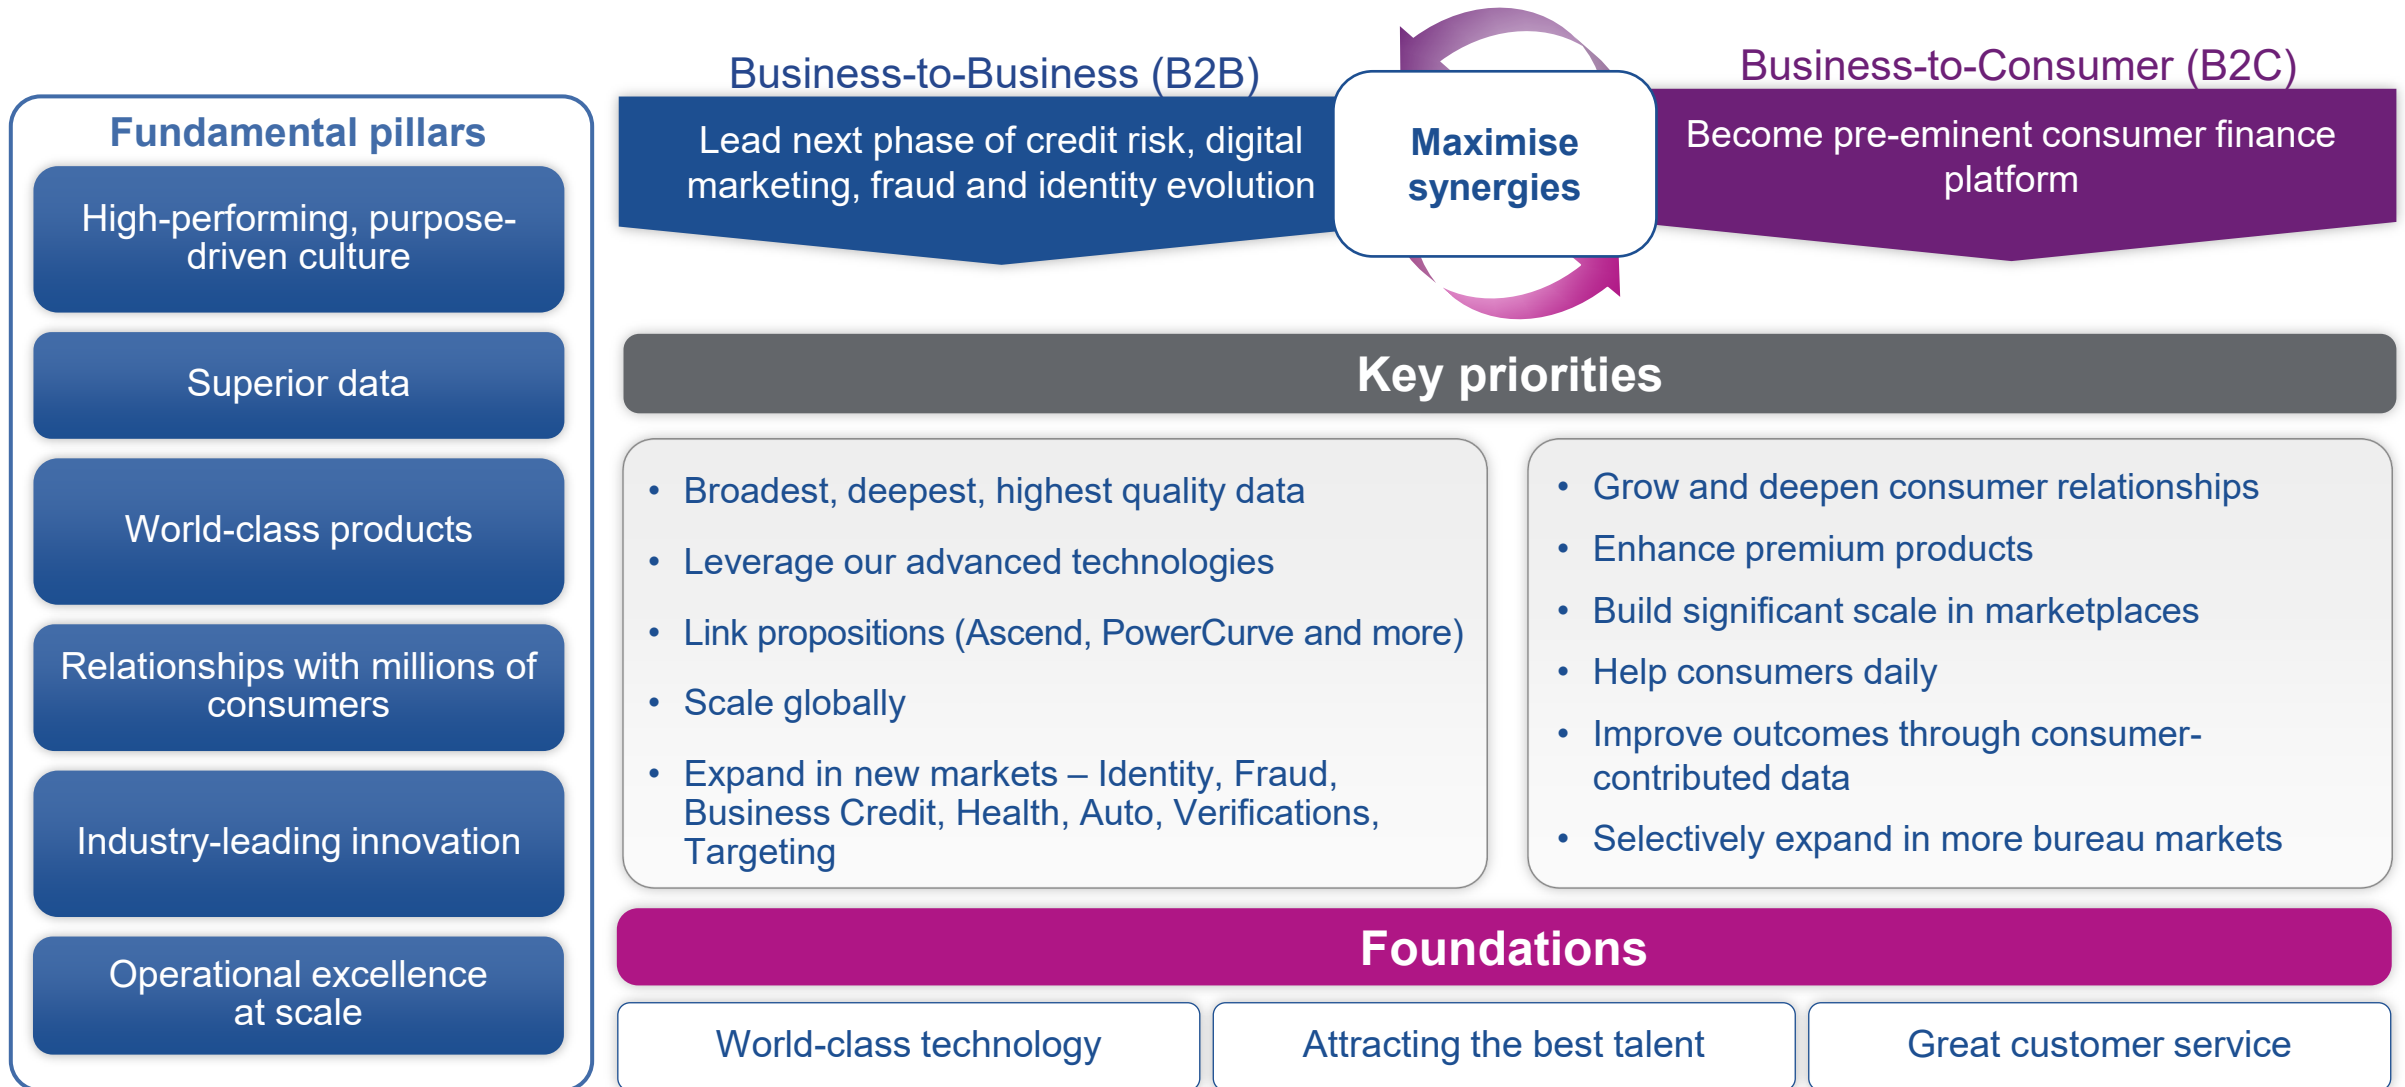 Fundamental pillars
High-performing, purpose-
driven culture
Superior data
World-class products
Relationships with millions of
consumers
Industry-leading innovation
Operational excellence
at scale
Business-to-Business (B2B)
Lead next phase of credit risk, digital
marketing, fraud and identity evolution
Maximise
synergies
Business-to-Consumer (B2C)
Become pre-eminent consumer finance
platform
Key priorities
• Broadest, deepest, highest quality data
• Leverage our advanced technologies
• Link propositions (Ascend, PowerCurve and more)
• Scale globally
• Expand in new markets – Identity, Fraud,
Business Credit, Health, Auto, Verifications,
Targeting
• Grow and deepen consumer relationships
• Enhance premium products
• Build significant scale in marketplaces
• Help consumers daily
• Improve outcomes through consumer-
contributed data
• Selectively expand in more bureau markets
Foundations
World-class technology
Attracting the best talent
Great customer service